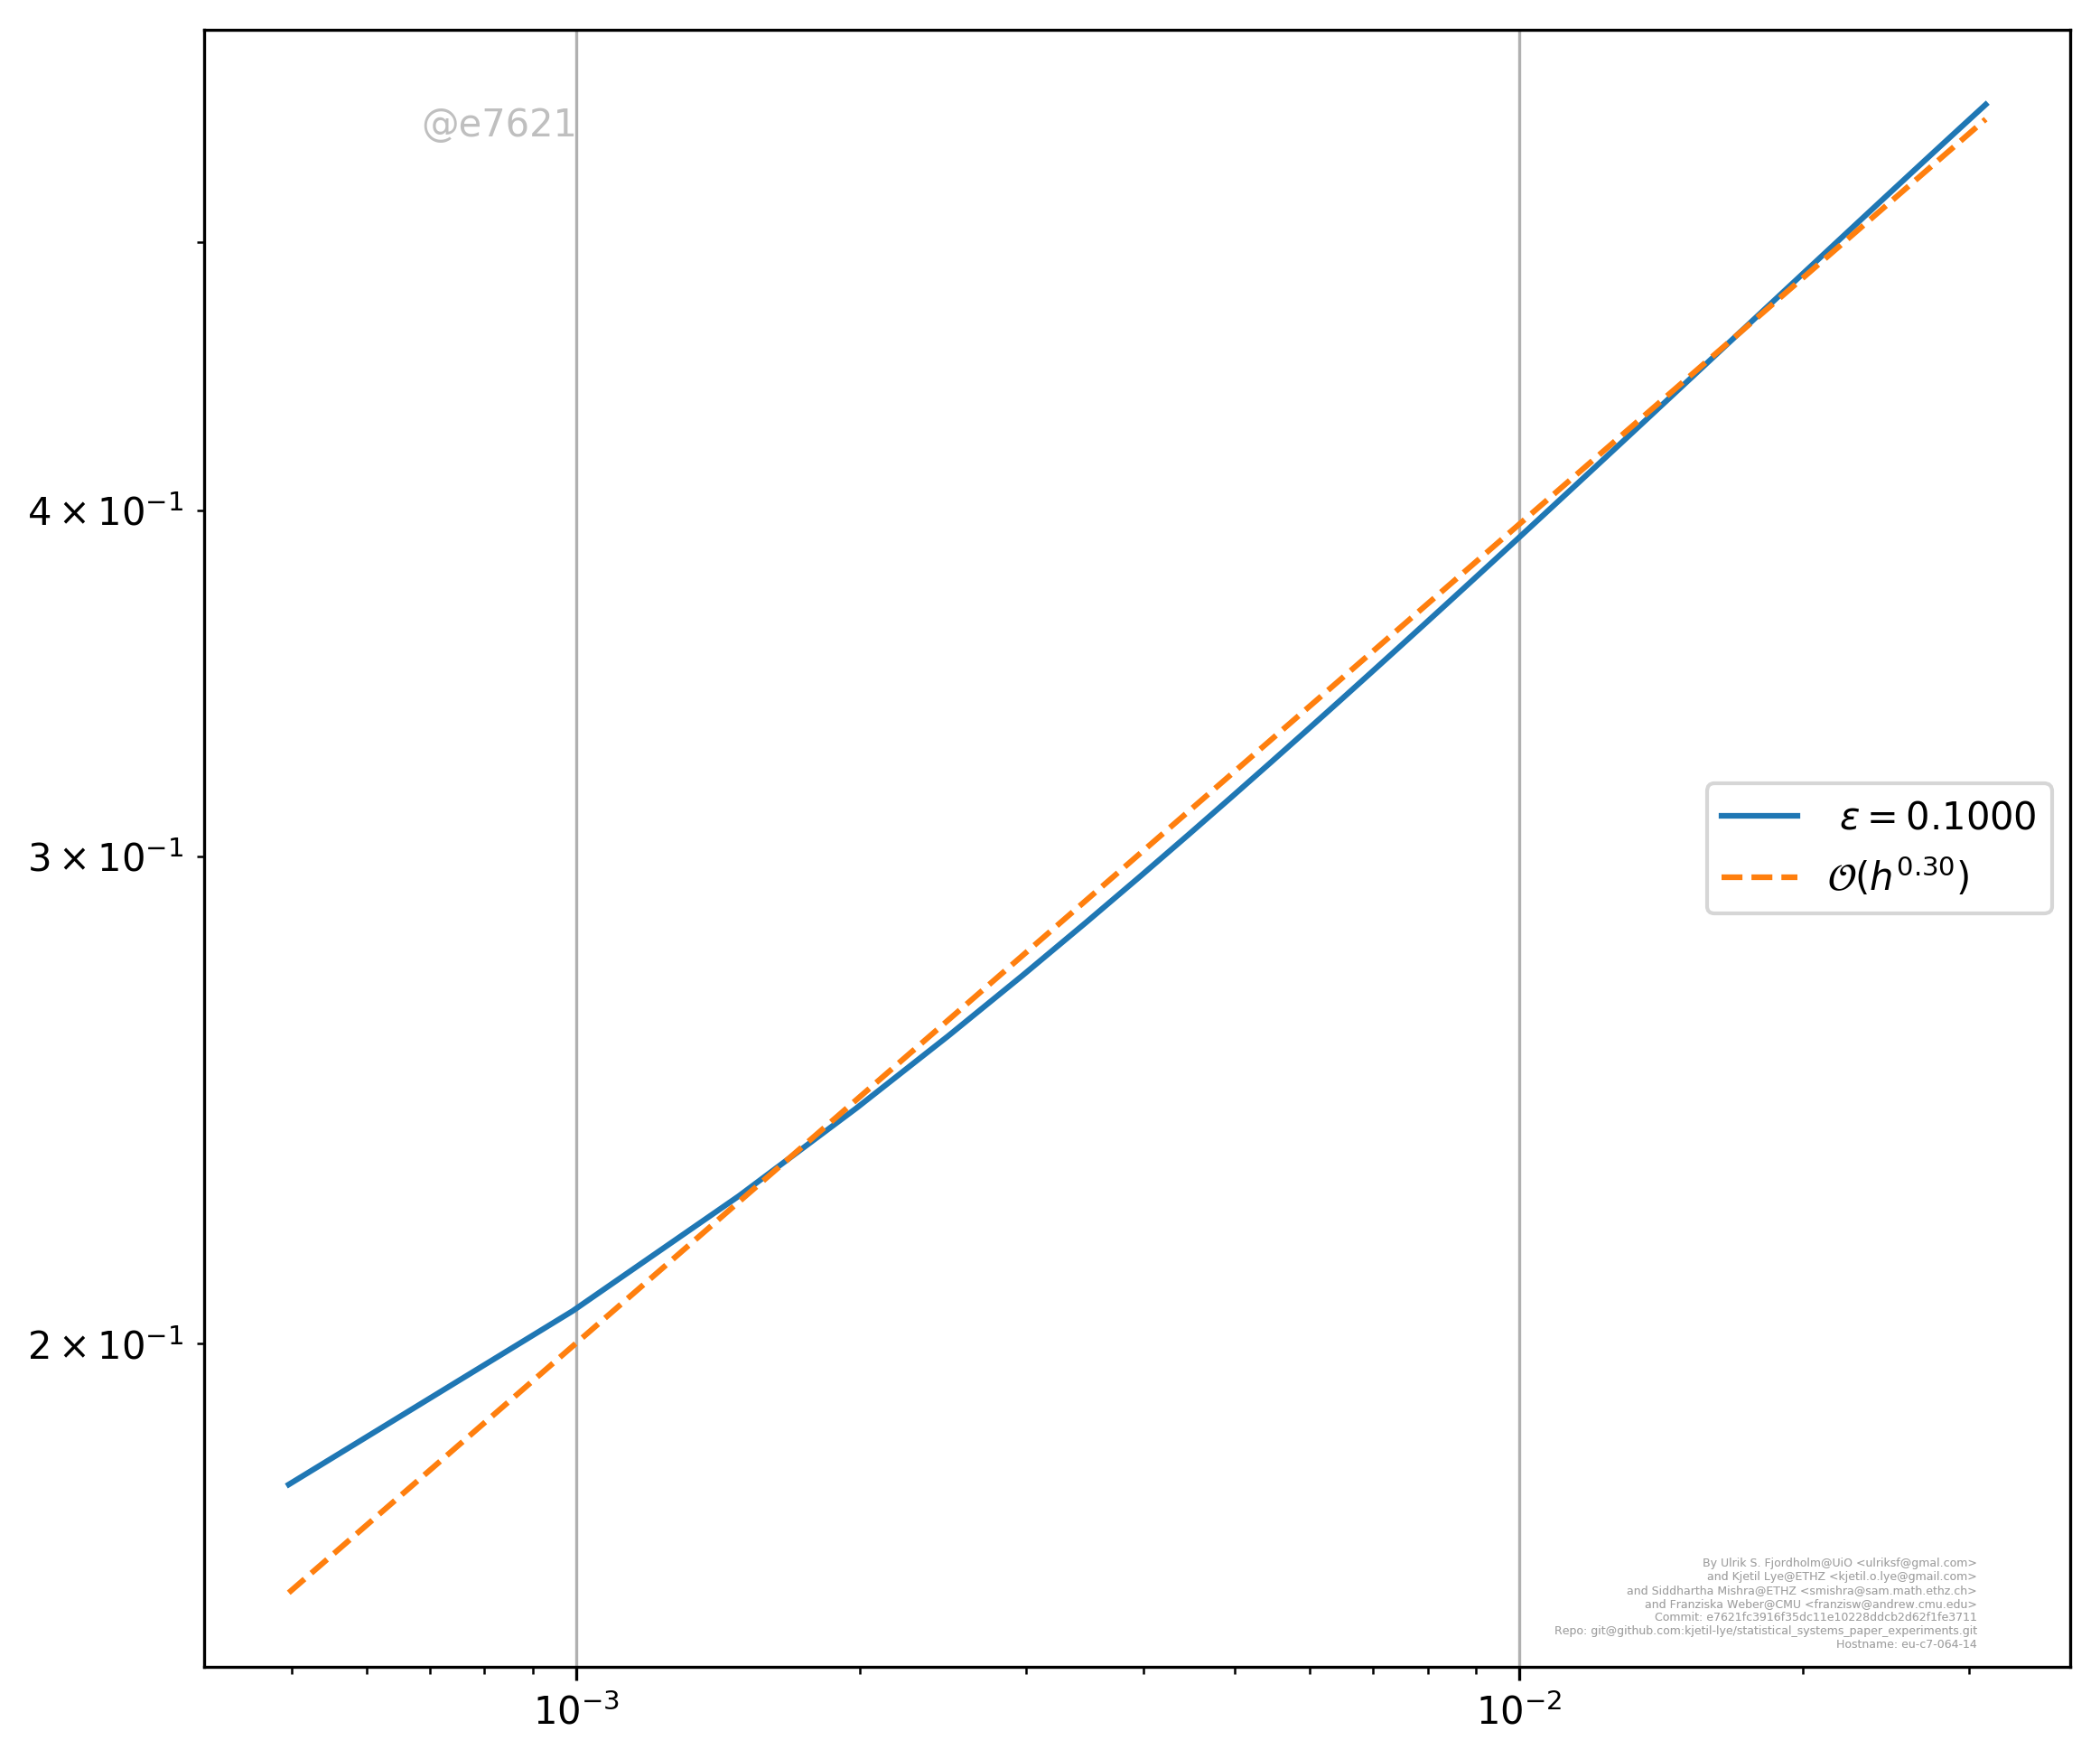 @e7621
4 × 10⁻¹
3 × 10⁻¹
2 × 10⁻¹
ε = 0.1000
𝒪(h⁰·³⁰)
By Ulrik S. Fjordholm@UiO <ulriksf@gmal.com>
and Kjetil Lye@ETHZ <kjetil.o.lye@gmail.com>
and Siddhartha Mishra@ETHZ <smishra@sam.math.ethz.ch>
and Franziska Weber@CMU <franzisw@andrew.cmu.edu>
Commit: e7621fc3916f35dc11e10228ddcb2d62f1fe3711
Repo: git@github.com:kjetil-lye/statistical_systems_paper_experiments.git
Hostname: eu-c7-064-14
10⁻³
10⁻²